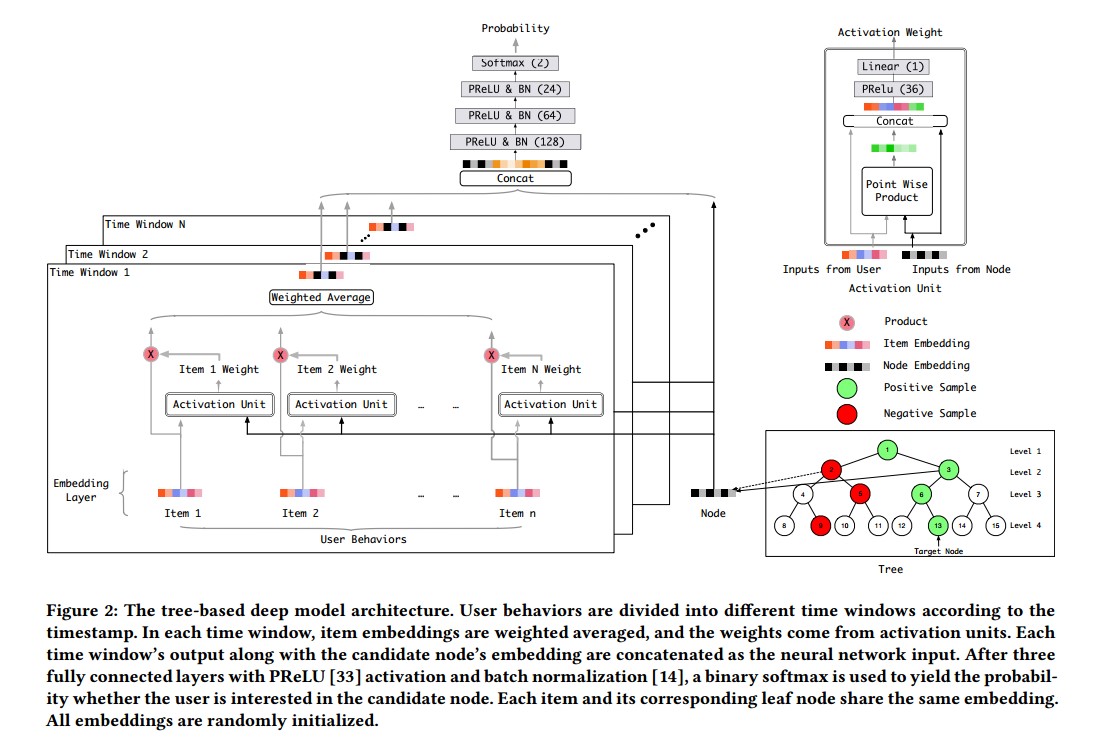 Probability
Softmax (2)
PReLU & BN (24)
PReLU & BN (64)
PReLU & BN (128)
Concat
Time Window N
Time Window 2
Time Window 1
Weighted Average
X
X
X
Item 1 Weight
Item 2 Weight
Item N Weight
Activation Unit
Activation Unit
... ...
Activation Unit
Embedding
Layer
... ...
Item 1
Item 2
Item n
User Behaviors
Node
Activation Weight
Linear (1)
PRelu (36)
Concat
Point Wise
Product
Inputs from User
Inputs from Node
Activation Unit
X
Product
Item Embedding
Node Embedding
Positive Sample
Negative Sample
1
Level 1
2
3
Level 2
4
5
6
7
Level 3
8
9
10
11
12
13
14
15
Level 4
Target Node
Tree
Figure 2: The tree-based deep model architecture. User behaviors are divided into different time windows according to the
timestamp. In each time window, item embeddings are weighted averaged, and the weights come from activation units. Each
time window's output along with the candidate node's embedding are concatenated as the neural network input. After three
fully connected layers with PReLU [33] activation and batch normalization [14], a binary softmax is used to yield the probabil-
ity whether the user is interested in the candidate node. Each item and its corresponding leaf node share the same embedding.
All embeddings are randomly initialized.